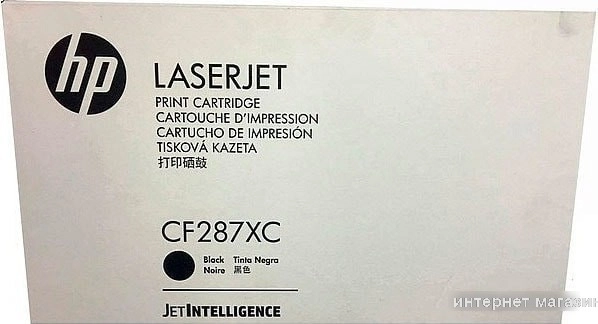 hp
LASERJET
PRINT CARTRIDGE
CARTOUCHE D'IMPRESSION
CARTUCHO DE IMPRESIÓN
TISKOVÁ KAZETA
打印硒鼓
CF287XC
Black Tinta Negra
Noire 黑色
JETINTELLIGENCE
интернет магазин